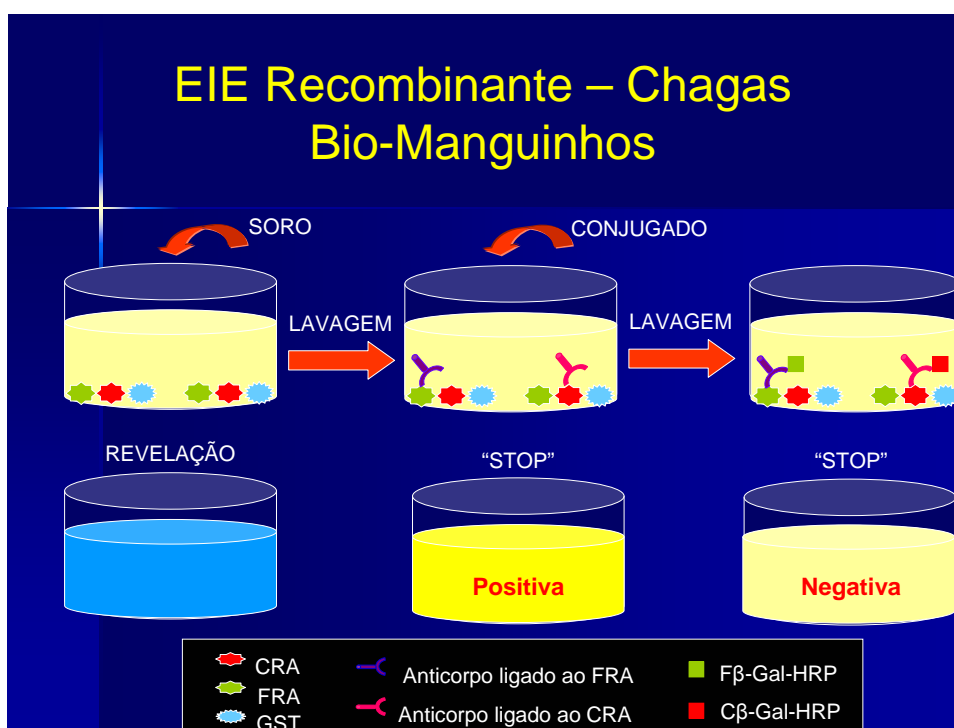 EIE Recombinante – Chagas
Bio-Manguinhos
SORO
CONJUGADO
LAVAGEM
LAVAGEM
REVELAÇÃO
“STOP”
“STOP”
Positiva
Negativa
CRA
FRA
GST
Anticorpo ligado ao FRA
Anticorpo ligado ao CRA
Fβ-Gal-HRP
Cβ-Gal-HRP